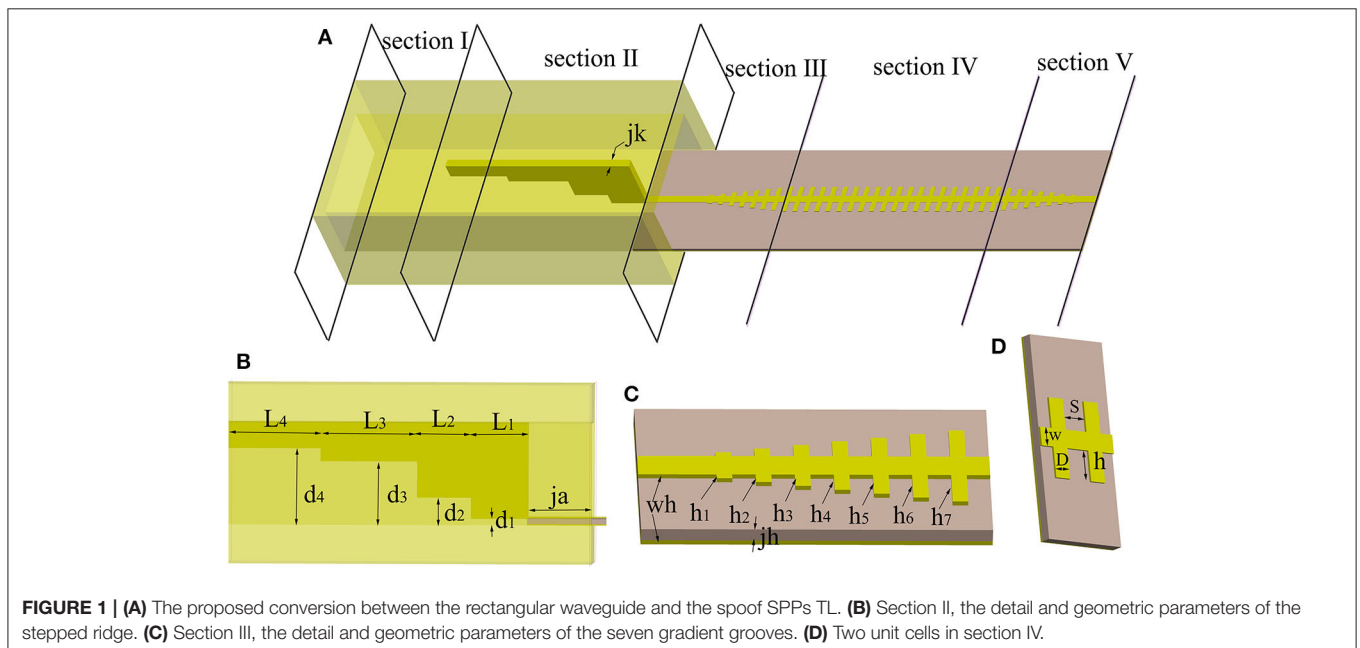 A
section I
section II
section III
section IV
section V
jk
B
L4
L3
L2
L1
d4
d3
d2
d1
ja
C
wh
h1
h2
h3
h4
h5
h6
h7
jh
D
S
w
D
h
FIGURE 1 | (A) The proposed conversion between the rectangular waveguide and the spoof SPPs TL. (B) Section II, the detail and geometric parameters of the
stepped ridge. (C) Section III, the detail and geometric parameters of the seven gradient grooves. (D) Two unit cells in section IV.